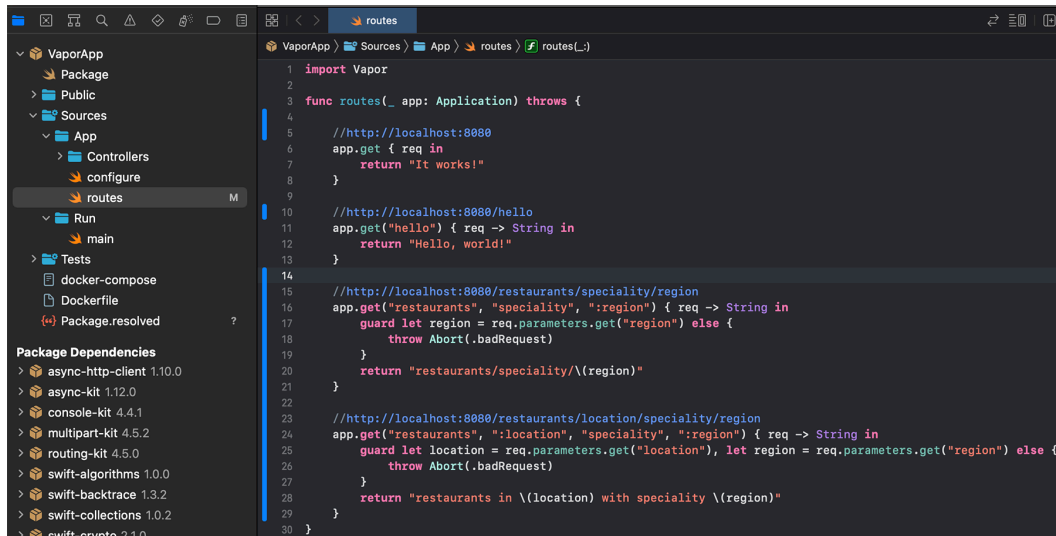 routes
VaporApp
Package
Public
Sources
App
Controllers
configure
routes M
Run
main
Tests
docker-compose
Dockerfile
Package.resolved ?
Package Dependencies
async-http-client 1.10.0
async-kit 1.12.0
console-kit 4.4.1
multipart-kit 4.5.2
routing-kit 4.5.0
swift-algorithms 1.0.0
swift-backtrace 1.3.2
swift-collections 1.0.2
swift-crypto 2.1.0
VaporApp 〉 Sources 〉 App 〉 routes 〉 f routes(_:)
1 import Vapor
2
3 func routes(_ app: Application) throws {
4
5     //http://localhost:8080
6     app.get { req in
7         return "It works!"
8     }
9
10     //http://localhost:8080/hello
11     app.get("hello") { req -> String in
12         return "Hello, world!"
13     }
14
15     //http://localhost:8080/restaurants/speciality/region
16     app.get("restaurants", "speciality", ":region") { req -> String in
17         guard let region = req.parameters.get("region") else {
18             throw Abort(.badRequest)
19         }
20         return "restaurants/speciality/\(region)"
21     }
22
23     //http://localhost:8080/restaurants/location/speciality/region
24     app.get("restaurants", ":location", "speciality", ":region") { req -> String in
25         guard let location = req.parameters.get("location"), let region = req.parameters.get("region") else {
26             throw Abort(.badRequest)
27         }
28         return "restaurants in \(location) with speciality \(region)"
29     }
30 }